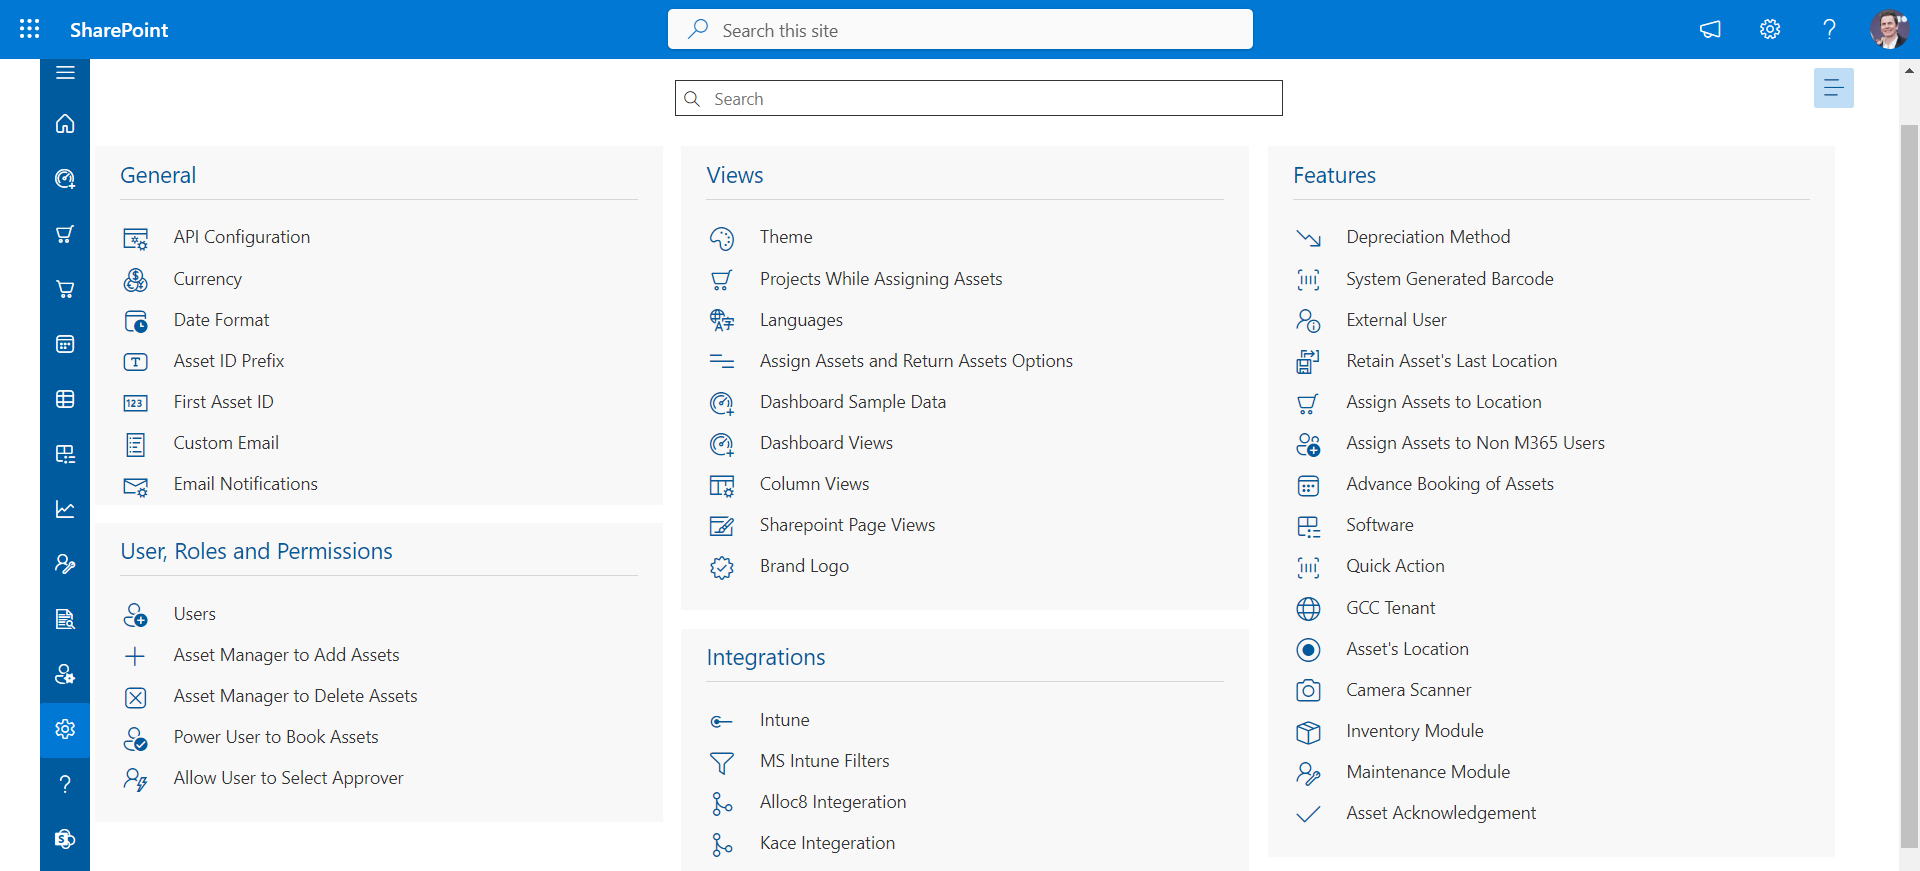 SharePoint
Search this site
?
Search
General
API Configuration
Currency
Date Format
Asset ID Prefix
First Asset ID
Custom Email
Email Notifications
User, Roles and Permissions
Users
Asset Manager to Add Assets
Asset Manager to Delete Assets
Power User to Book Assets
Allow User to Select Approver
Views
Theme
Projects While Assigning Assets
Languages
Assign Assets and Return Assets Options
Dashboard Sample Data
Dashboard Views
Column Views
Sharepoint Page Views
Brand Logo
Integrations
Intune
MS Intune Filters
Alloc8 Integeration
Kace Integeration
Features
Depreciation Method
System Generated Barcode
External User
Retain Asset's Last Location
Assign Assets to Location
Assign Assets to Non M365 Users
Advance Booking of Assets
Software
Quick Action
GCC Tenant
Asset's Location
Camera Scanner
Inventory Module
Maintenance Module
Asset Acknowledgement